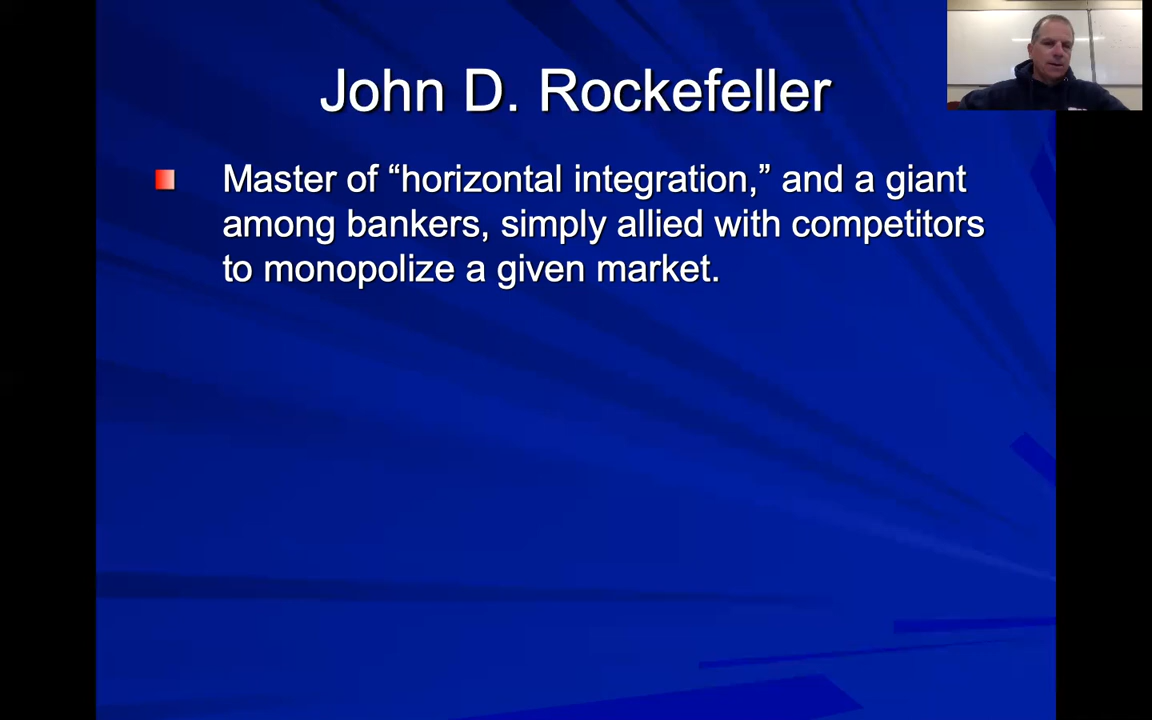 John D. Rockefeller
Master of “horizontal integration,” and a giant
among bankers, simply allied with competitors
to monopolize a given market.